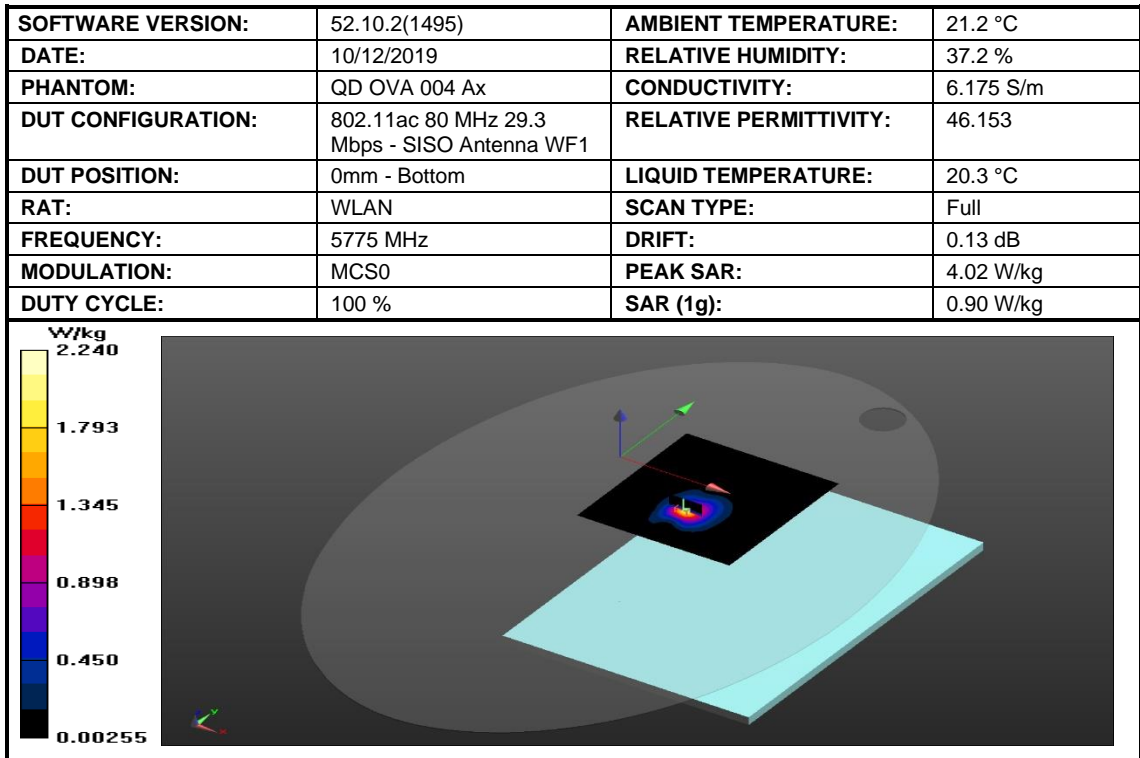 SOFTWARE VERSION: 52.10.2(1495) AMBIENT TEMPERATURE: 21.2 °C
DATE: 10/12/2019 RELATIVE HUMIDITY: 37.2 %
PHANTOM: QD OVA 004 Ax CONDUCTIVITY: 6.175 S/m
DUT CONFIGURATION: 802.11ac 80 MHz 29.3 RELATIVE PERMITTIVITY: 46.153
Mbps - SISO Antenna WF1
DUT POSITION: 0mm - Bottom LIQUID TEMPERATURE: 20.3 °C
RAT: WLAN SCAN TYPE: Full
FREQUENCY: 5775 MHz DRIFT: 0.13 dB
MODULATION: MCS0 PEAK SAR: 4.02 W/kg
DUTY CYCLE: 100 % SAR (1g): 0.90 W/kg
W/kg
2.240
1.793
1.345
0.898
0.450
0.00255
Y
X